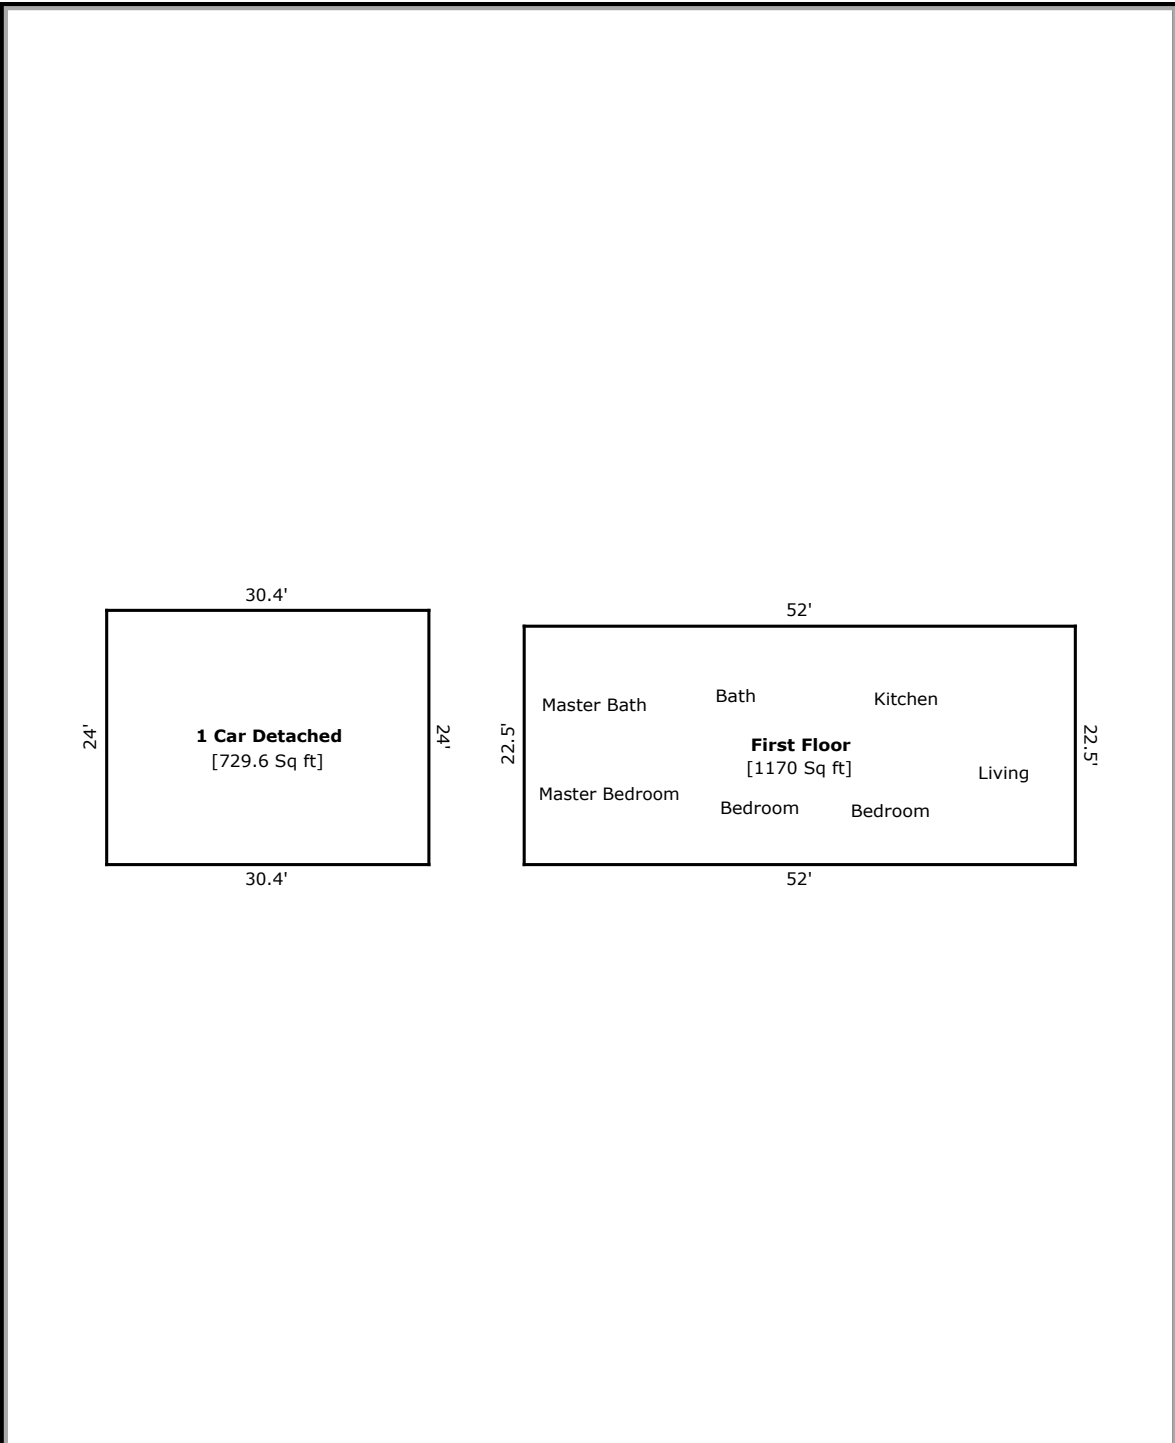 30.4'
24'
1 Car Detached
[729.6 Sq ft]
24'
30.4'
52'
22.5'
Master Bath
Bath
Kitchen
First Floor
[1170 Sq ft]
Living
Master Bedroom
Bedroom
Bedroom
22.5'
52'